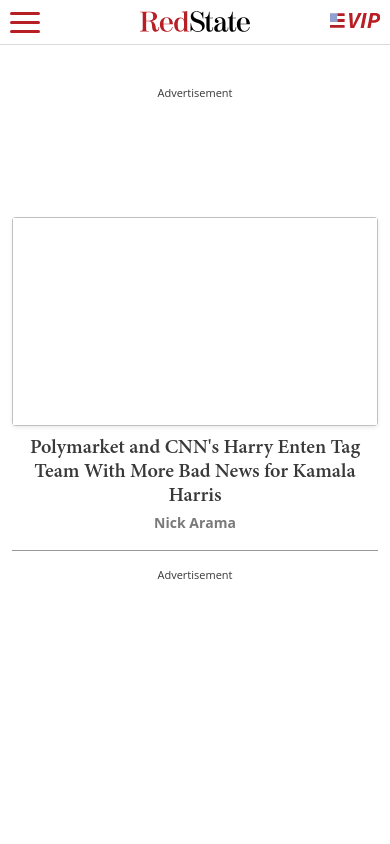 RedState
VIP
Advertisement
Polymarket and CNN's Harry Enten Tag
Team With More Bad News for Kamala
Harris
Nick Arama
Advertisement